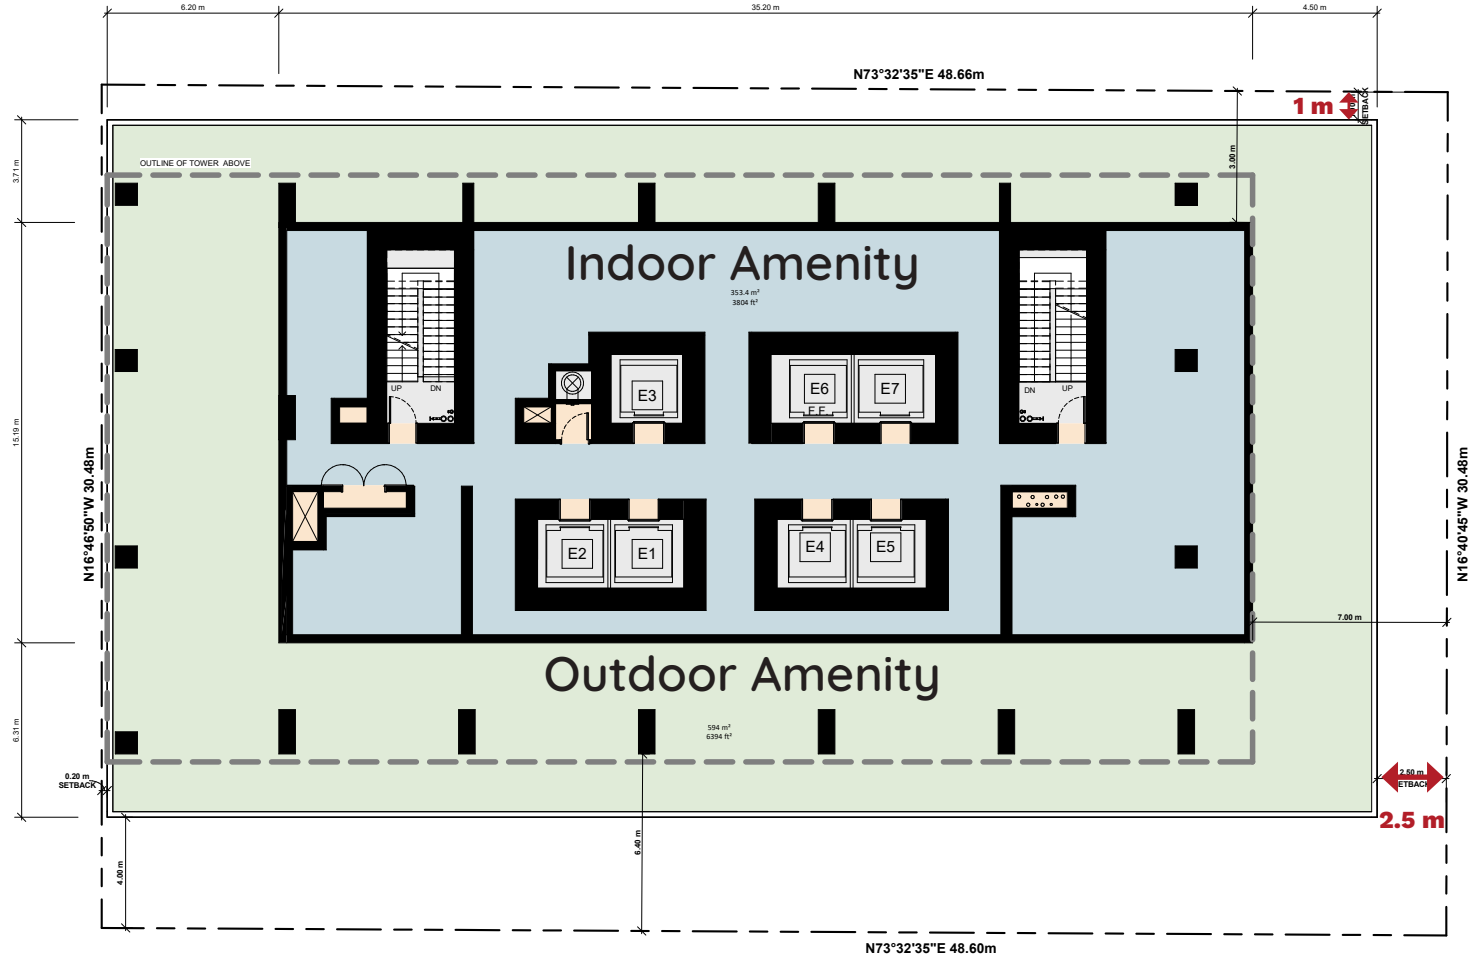 6.20 m
35.20 m
4.50 m
N73°32'35"E 48.66m
1 m
SETBACK
3.71 m
OUTLINE OF TOWER ABOVE
3.00 m
Indoor Amenity
353.4 m²
3804 ft²
UP
DN
E3
E6
F.F.
E7
DN
UP
15.19 m
N16°46'50"W 30.48m
N16°40'45"W 30.48m
E2
E1
E4
E5
7.00 m
Outdoor Amenity
594 m²
6394 ft²
6.31 m
0.20 m
SETBACK
2.50 m
ETBACK
2.5 m
4.00 m
6.40 m
N73°32'35"E 48.60m